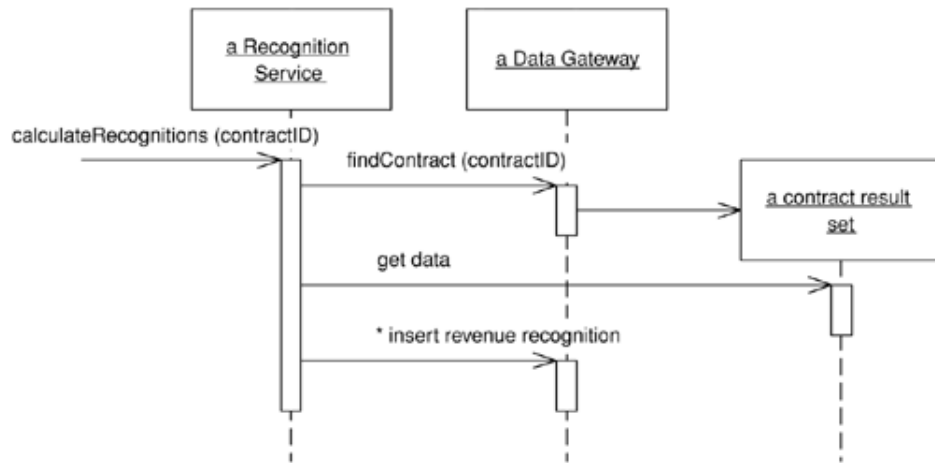 a Recognition
Service
a Data Gateway
calculateRecognitions (contractID)
findContract (contractID)
a contract result
set
get data
* insert revenue recognition